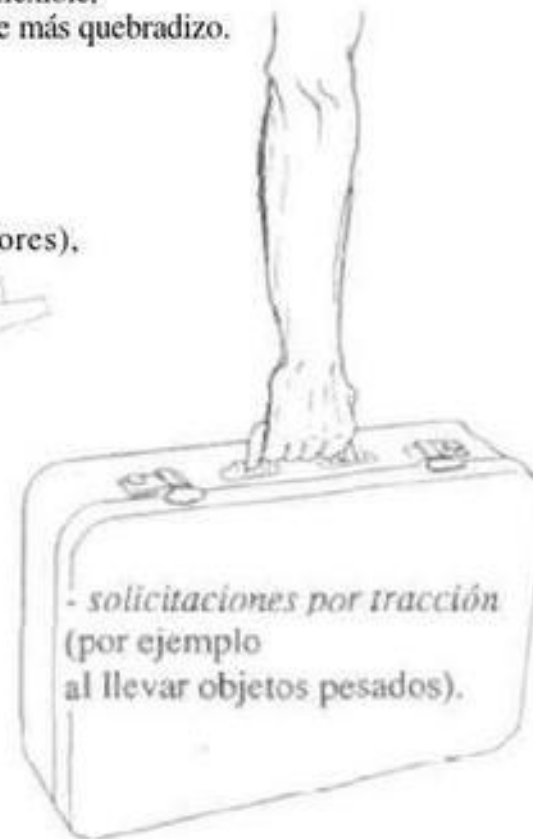 e más quebradizo.
ores),
- solicitaciones por tracción
(por ejemplo
al llevar objetos pesados).